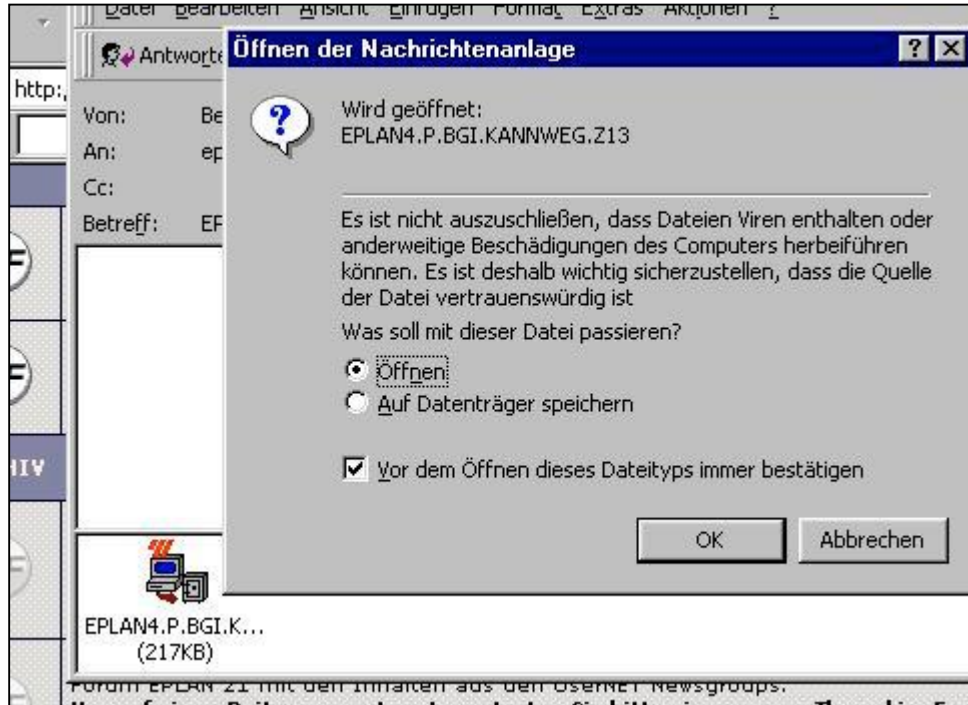 Datei Bearbeiten Ansicht Einfügen Format Extras Aktionen ?
Antworte
Öffnen der Nachrichtenanlage
http:
Von: Be
An: ep
Cc:
Betreff: EP
Wird geöffnet:
EPLAN4.P.BGI.KANNWEG.Z13
Es ist nicht auszuschließen, dass Dateien Viren enthalten oder
anderweitige Beschädigungen des Computers herbeiführen
können. Es ist deshalb wichtig sicherzustellen, dass die Quelle
der Datei vertrauenswürdig ist
Was soll mit dieser Datei passieren?
Öffnen
Auf Datenträger speichern
Vor dem Öffnen dieses Dateityps immer bestätigen
OK Abbrechen
HIV
EPLAN4.P.BGI.K...
(217KB)
Forum EPLAN 21 mit den Inhalten aus den UseNET Newsgroups.